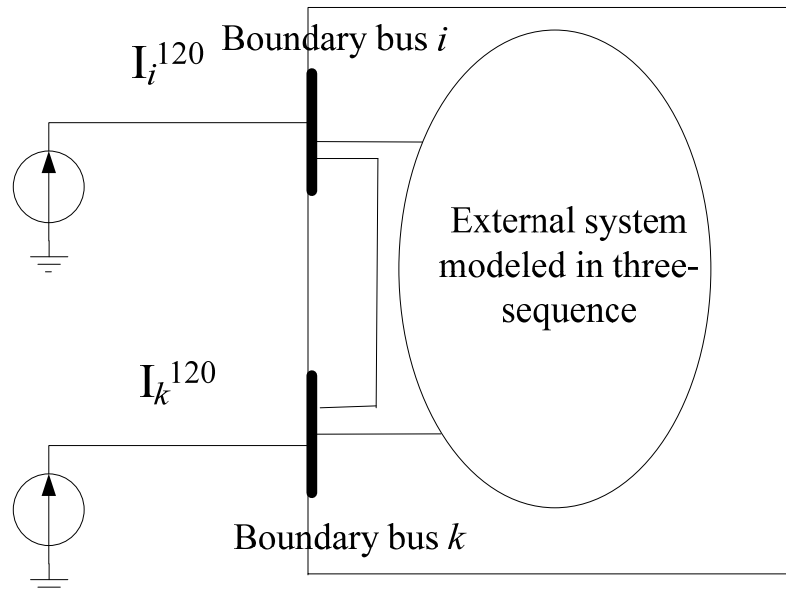 Boundary bus i
I_i^120
External system
modeled in three-
sequence
I_k^120
Boundary bus k